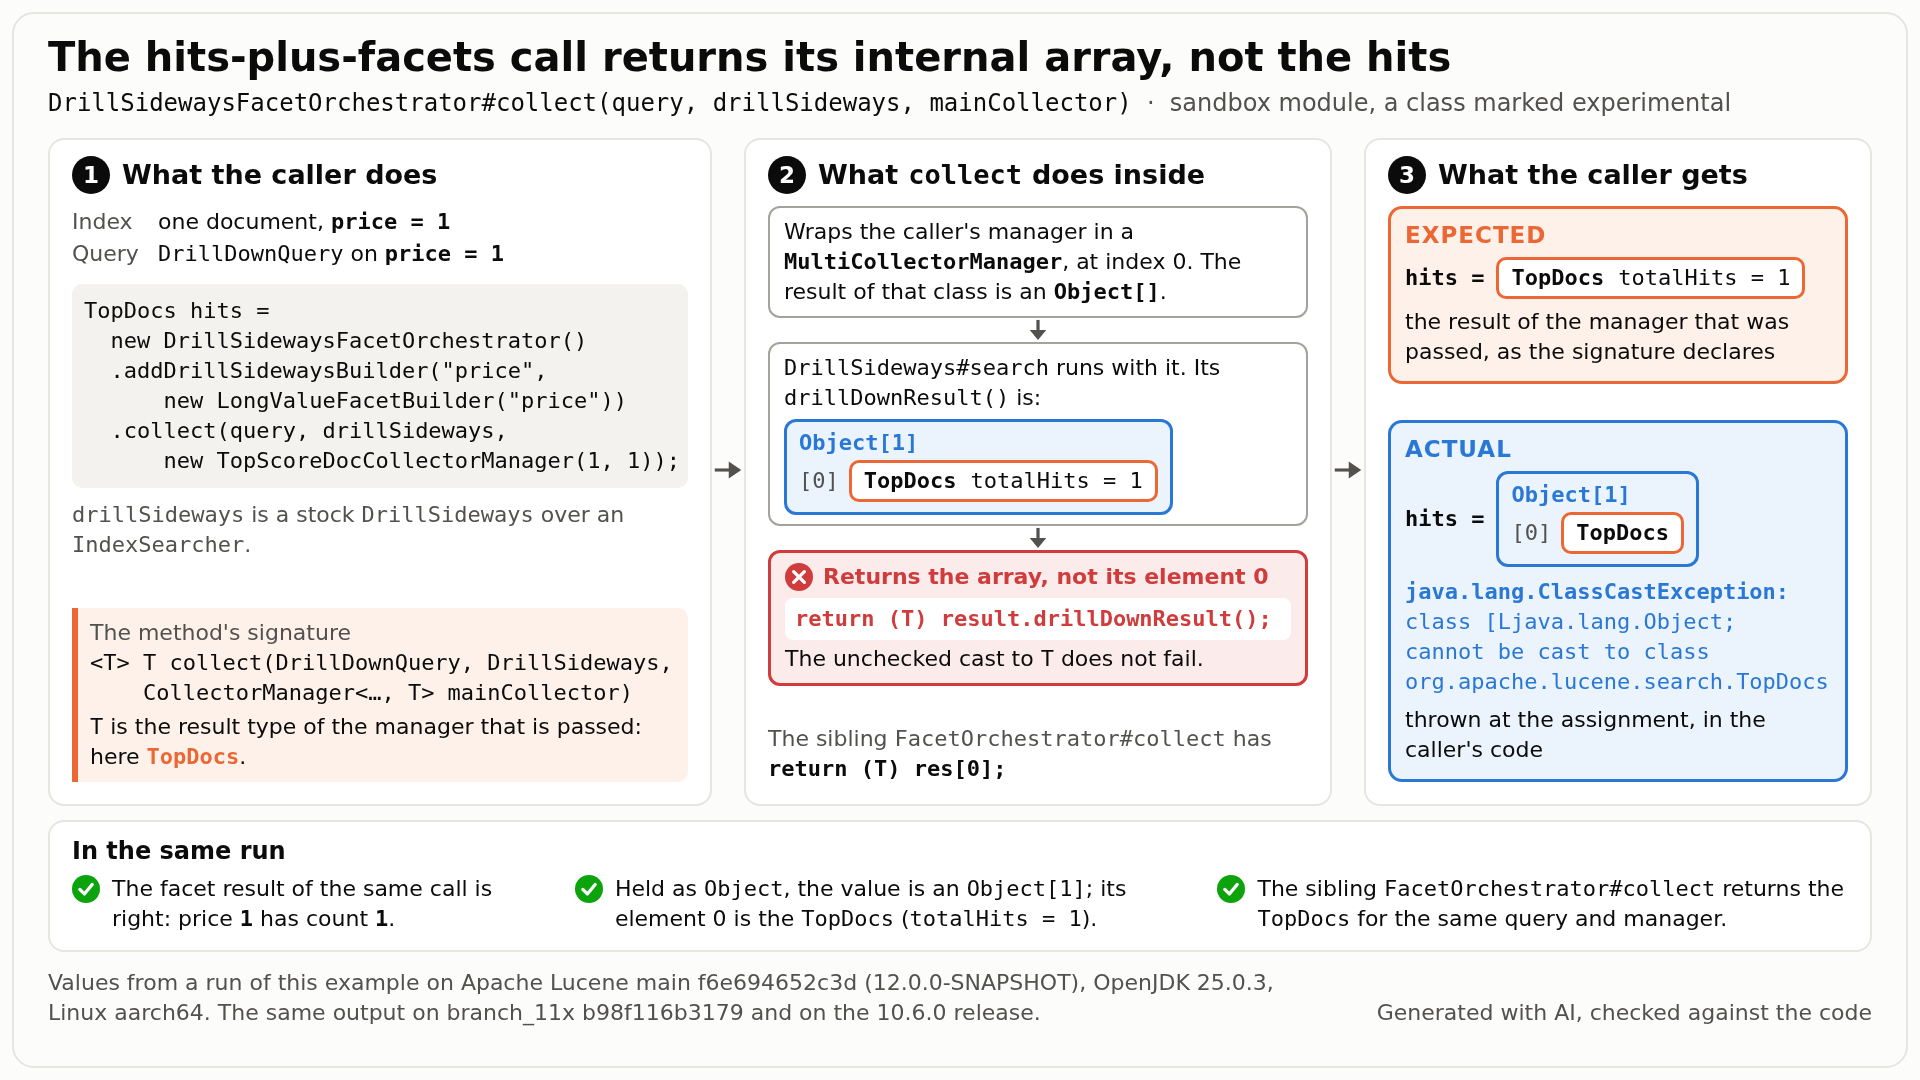 The hits-plus-facets call returns its internal array, not the hits
DrillSidewaysFacetOrchestrator#collect(query, drillSideways, mainCollector) · sandbox module, a class marked experimental
1 What the caller does
Index one document, price = 1
Query DrillDownQuery on price = 1
TopDocs hits =
new DrillSidewaysFacetOrchestrator()
.addDrillSidewaysBuilder("price",
new LongValueFacetBuilder("price"))
.collect(query, drillSideways,
new TopScoreDocCollectorManager(1, 1));
drillSideways is a stock DrillSideways over an
IndexSearcher.
The method's signature
<T> T collect(DrillDownQuery, DrillSideways,
CollectorManager<…, T> mainCollector)
T is the result type of the manager that is passed:
here TopDocs.
2 What collect does inside
Wraps the caller's manager in a
MultiCollectorManager, at index 0. The
result of that class is an Object[].
DrillSideways#search runs with it. Its
drillDownResult() is:
Object[1]
[0] TopDocs totalHits = 1
Returns the array, not its element 0
return (T) result.drillDownResult();
The unchecked cast to T does not fail.
The sibling FacetOrchestrator#collect has
return (T) res[0];
3 What the caller gets
EXPECTED
hits = TopDocs totalHits = 1
the result of the manager that was
passed, as the signature declares
ACTUAL
Object[1]
hits = [0] TopDocs
java.lang.ClassCastException:
class [Ljava.lang.Object;
cannot be cast to class
org.apache.lucene.search.TopDocs
thrown at the assignment, in the
caller's code
In the same run
The facet result of the same call is
right: price 1 has count 1.
Held as Object, the value is an Object[1]; its
element 0 is the TopDocs (totalHits = 1).
The sibling FacetOrchestrator#collect returns the
TopDocs for the same query and manager.
Values from a run of this example on Apache Lucene main f6e694652c3d (12.0.0-SNAPSHOT), OpenJDK 25.0.3,
Linux aarch64. The same output on branch_11x b98f116b3179 and on the 10.6.0 release.
Generated with AI, checked against the code